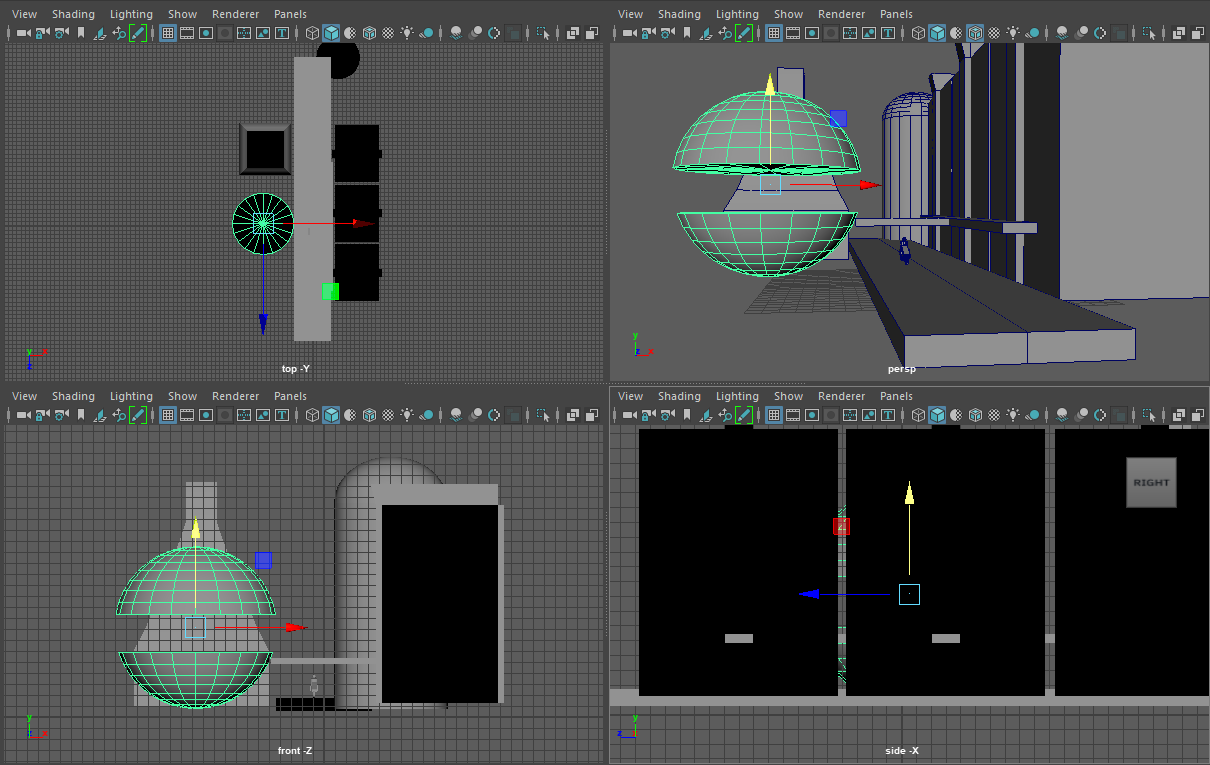 View Shading Lighting Show Renderer Panels
top -Y
View Shading Lighting Show Renderer Panels
persp
View Shading Lighting Show Renderer Panels
front -Z
View Shading Lighting Show Renderer Panels
RIGHT
side -X